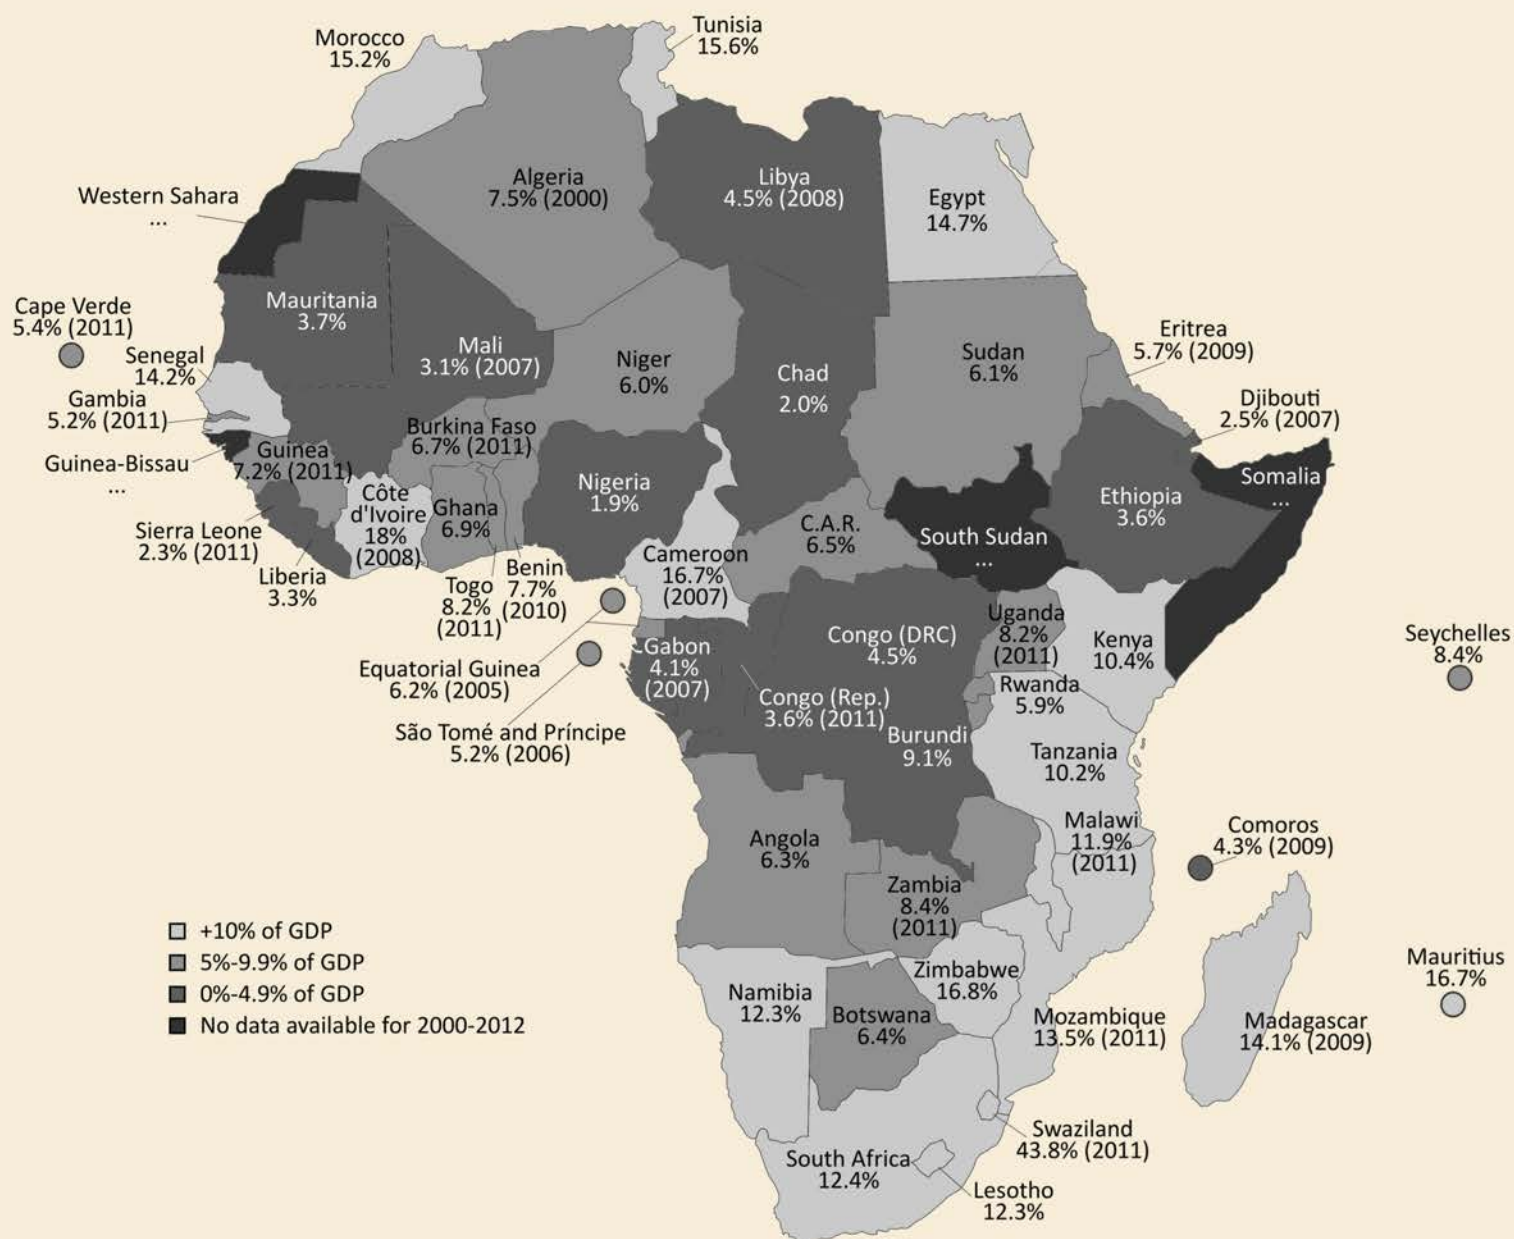 Morocco
15.2%
Tunisia
15.6%
Western Sahara
...
Algeria
7.5% (2000)
Libya
4.5% (2008)
Egypt
14.7%
Cape Verde
5.4% (2011)
Mauritania
3.7%
Mali
3.1% (2007)
Niger
6.0%
Chad
2.0%
Sudan
6.1%
Eritrea
5.7% (2009)
Senegal
14.2%
Gambia
5.2% (2011)
Djibouti
2.5% (2007)
Guinea-Bissau
...
Guinea
7.2% (2011)
Burkina Faso
6.7% (2011)
Sierra Leone
2.3% (2011)
Liberia
3.3%
Côte
d'Ivoire
18%
(2008)
Ghana
6.9%
Togo
8.2%
(2011)
Benin
7.7%
(2010)
Nigeria
1.9%
Cameroon
16.7%
(2007)
C.A.R.
6.5%
South Sudan
...
Ethiopia
3.6%
Somalia
...
Equatorial Guinea
6.2% (2005)
São Tomé and Príncipe
5.2% (2006)
Gabon
4.1%
(2007)
Congo (Rep.)
3.6% (2011)
Congo (DRC)
4.5%
Uganda
8.2%
(2011)
Kenya
10.4%
Rwanda
5.9%
Burundi
9.1%
Tanzania
10.2%
Seychelles
8.4%
Angola
6.3%
Zambia
8.4%
(2011)
Malawi
11.9%
(2011)
Comoros
4.3% (2009)
Namibia
12.3%
Botswana
6.4%
Zimbabwe
16.8%
Mozambique
13.5% (2011)
Madagascar
14.1% (2009)
Mauritius
16.7%
South Africa
12.4%
Swaziland
43.8% (2011)
Lesotho
12.3%
+10% of GDP
5%-9.9% of GDP
0%-4.9% of GDP
No data available for 2000-2012